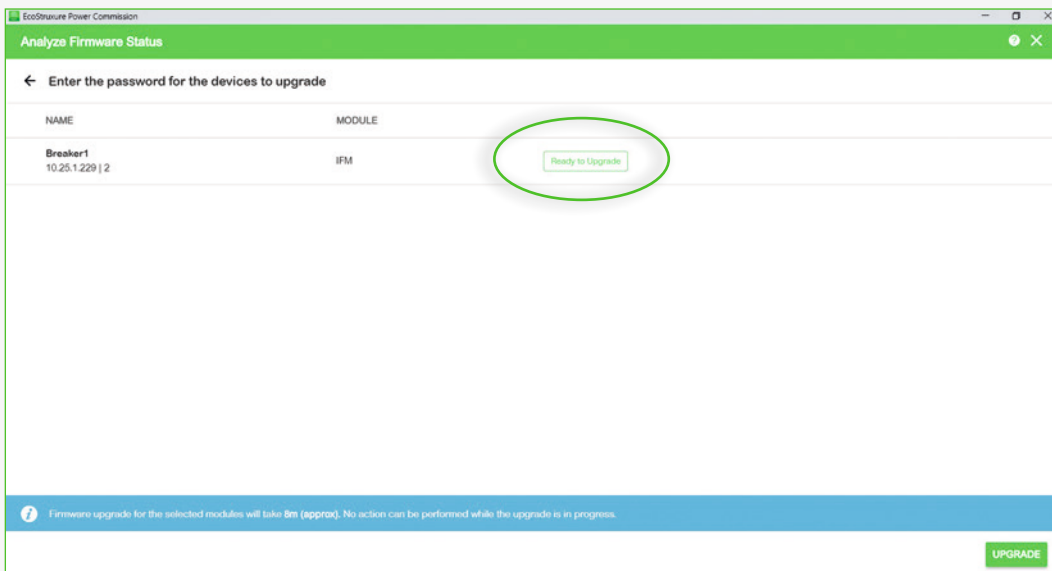 EcoStruxure Power Commission
Analyze Firmware Status
Enter the password for the devices to upgrade
NAME MODULE
Breaker1
10.25.1.229 | 2
IFM
Ready to Upgrade
Firmware upgrade for the selected modules will take 8m (approx). No action can be performed while the upgrade is in progress.
UPGRADE